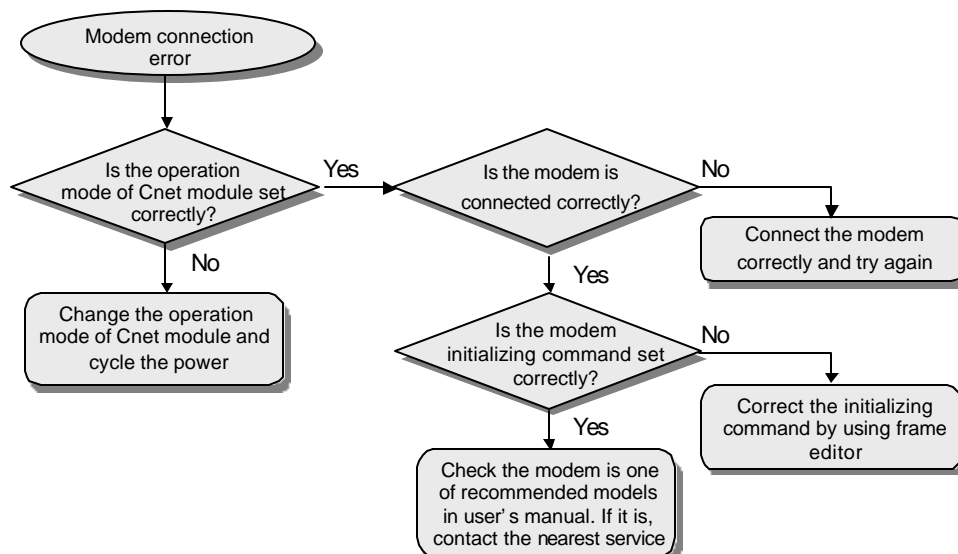 Modem connection
error
Is the operation
mode of Cnet module set
correctly?
Yes
Is the modem is
connected correctly?
No
Connect the modem
correctly and try again
No
Change the operation
mode of Cnet module and
cycle the power
Yes
Is the modem
initializing command set
correctly?
No
Correct the initializing
command by using frame
editor
Yes
Check the modem is one
of recommended models
in user's manual. If it is,
contact the nearest service